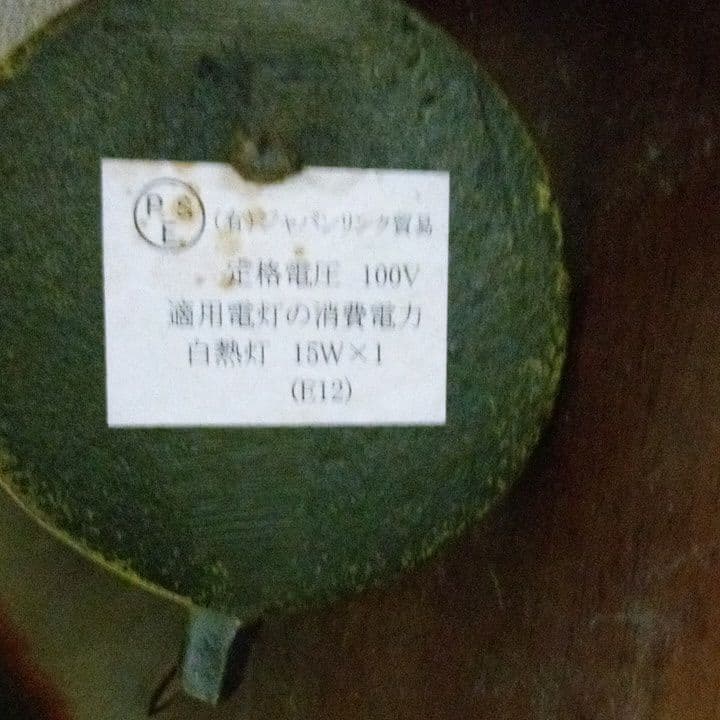 PSE (有)ジャパンリンク貿易
定格電圧 100V
適用電灯の消費電力
白熱灯 15W×1
(E12)